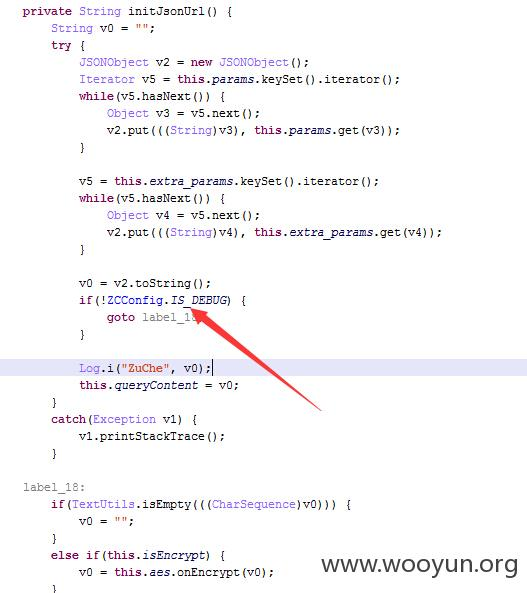 private String initJsonUrl() {
String v0 = "";
try {
JSONObject v2 = new JSONObject();
Iterator v5 = this.params.keySet().iterator();
while(v5.hasNext()) {
Object v3 = v5.next();
v2.put(((String)v3), this.params.get(v3));
}
v5 = this.extra_params.keySet().iterator();
while(v5.hasNext()) {
Object v4 = v5.next();
v2.put(((String)v4), this.extra_params.get(v4));
}
v0 = v2.toString();
if(!ZCConfig.IS_DEBUG) {
goto label_18
}
Log.i("ZuChe", v0);
this.queryContent = v0;
}
catch(Exception v1) {
v1.printStackTrace();
}
label_18:
if(TextUtils.isEmpty(((CharSequence)v0))) {
v0 = "";
}
else if(this.isEncrypt) {
v0 = this.aes.onEncrypt(v0);
}
www.wooyun.org